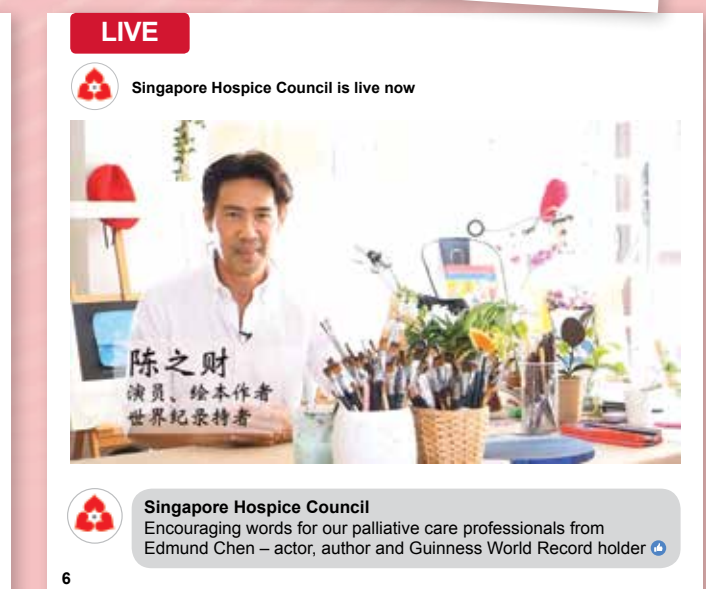 LIVE
Singapore Hospice Council is live now
陈之财
演员、绘本作者
世界纪录持者
Singapore Hospice Council
Encouraging words for our palliative care professionals from
Edmund Chen – actor, author and Guinness World Record holder
6